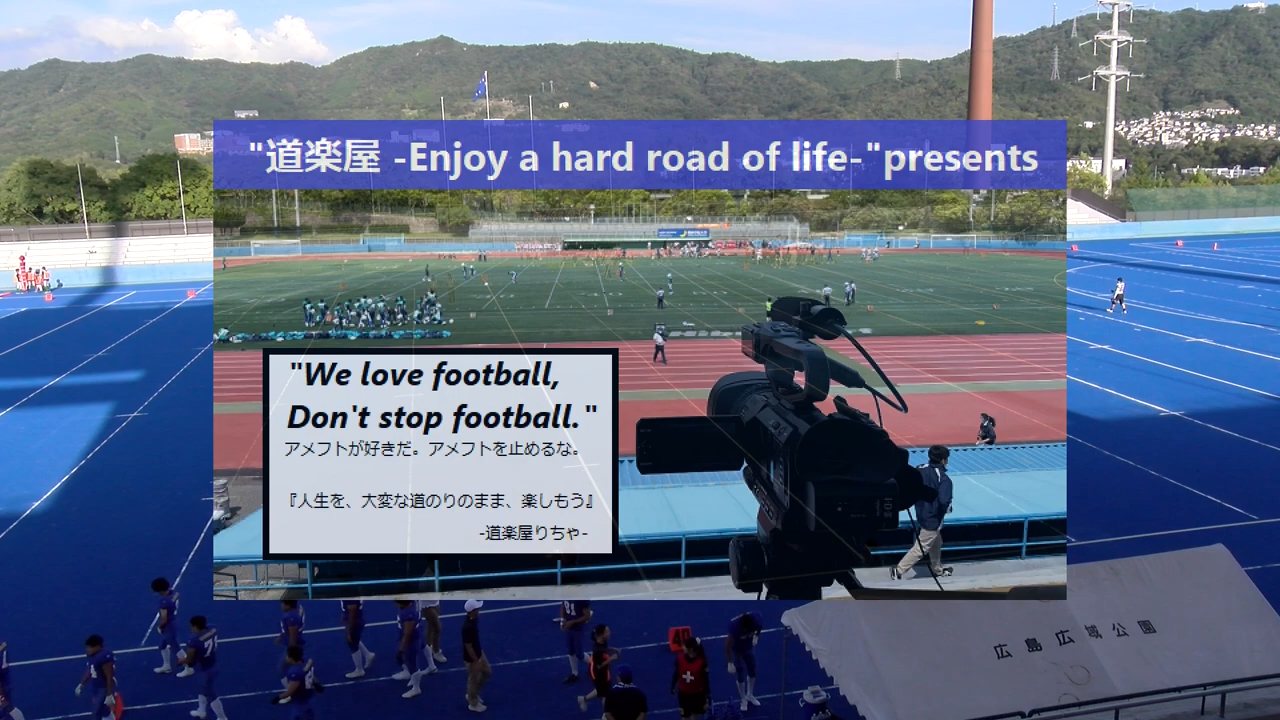 "道楽屋 -Enjoy a hard road of life-"presents
"We love football,
Don't stop football."
アメフトが好きだ。アメフトを止めるな。
『人生を、大変な道のりのまま、楽しもう』
-道楽屋りちゃ-
広島広域公園